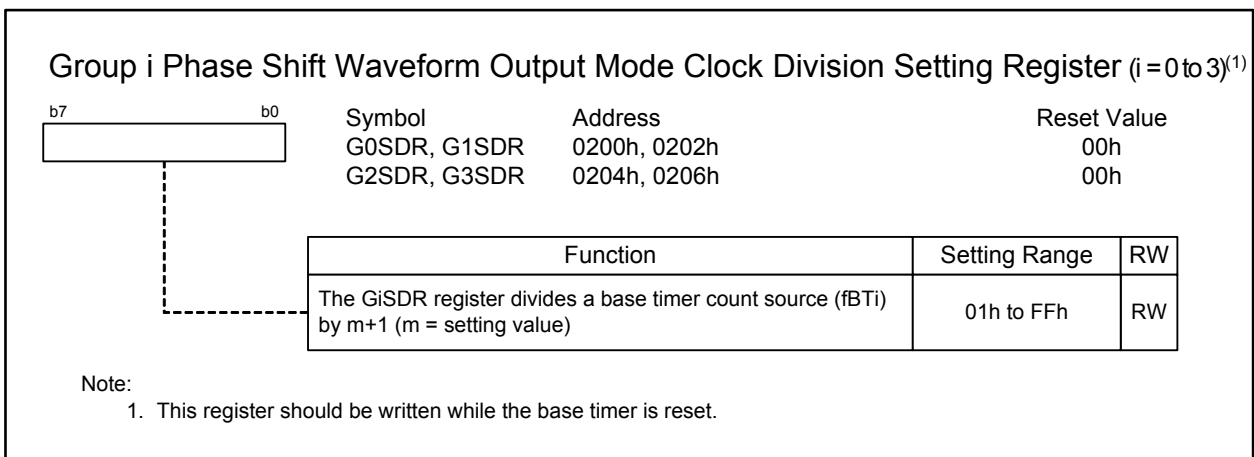 Group i Phase Shift Waveform Output Mode Clock Division Setting Register (i = 0 to 3)(1)
b7 b0
Symbol Address Reset Value
G0SDR, G1SDR 0200h, 0202h 00h
G2SDR, G3SDR 0204h, 0206h 00h
Function Setting Range RW
The GiSDR register divides a base timer count source (fBTi)
by m+1 (m = setting value)
01h to FFh RW
Note:
1. This register should be written while the base timer is reset.